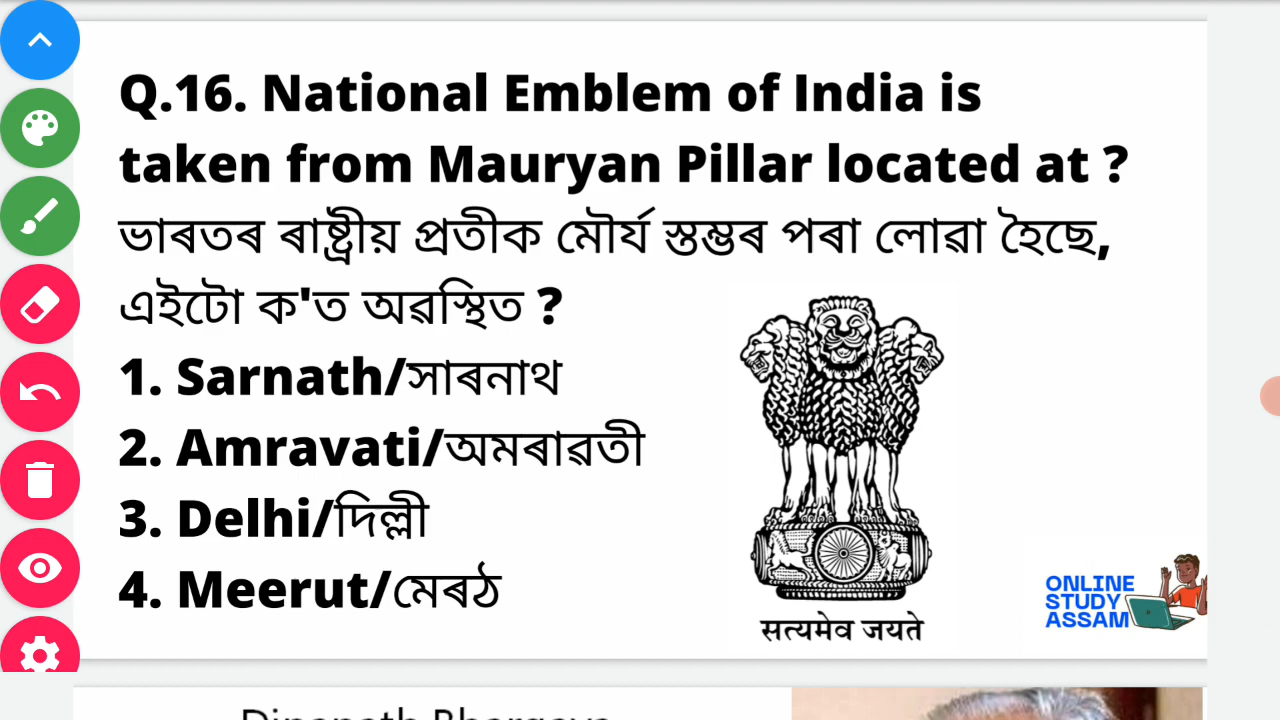 Q.16. National Emblem of India is
taken from Mauryan Pillar located at ?
ভাৰতৰ ৰাষ্ট্ৰীয় প্ৰতীক মৌৰ্য স্তম্ভৰ পৰা লোৱা হৈছে,
এইটো ক'ত অৱস্থিত ?
1. Sarnath/সাৰনাথ
2. Amravati/অমৰাৱতী
3. Delhi/দিল্লী
4. Meerut/মেৰঠ
सत्यमेव जयते
ONLINE
STUDY
ASSAM